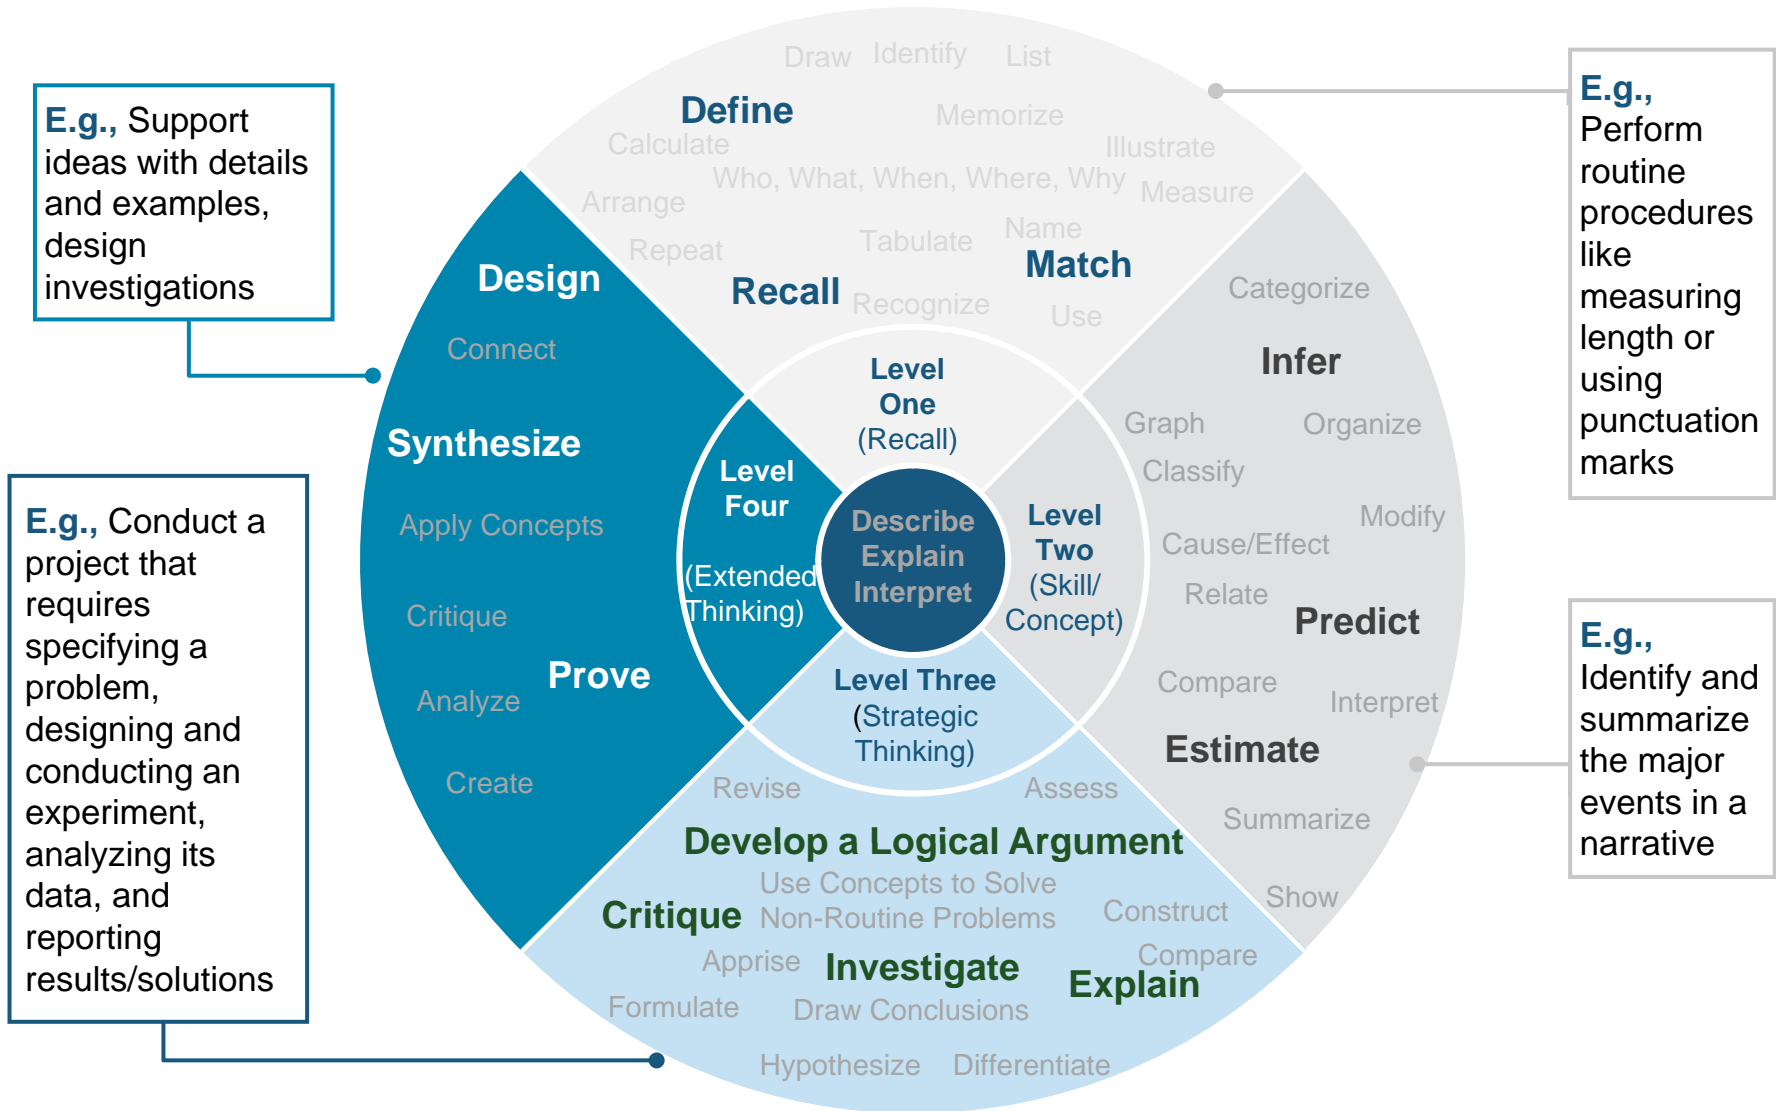 E.g., Support
ideas with details
and examples,
design
investigations
E.g., Conduct a
project that
requires
specifying a
problem,
designing and
conducting an
experiment,
analyzing its
data, and
reporting
results/solutions
Draw Identify List
Define
Memorize
Calculate
Illustrate
Who, What, When, Where, Why
Measure
Arrange
Name
Repeat
Tabulate
Match
Recall
Recognize
Use
Level
One
(Recall)
Design
Connect
Synthesize
Apply Concepts
Critique
Prove
Analyze
Create
Level
Four
(Extended
Thinking)
Describe
Explain
Interpret
Level
Two
(Skill/
Concept)
Categorize
Infer
Graph
Organize
Classify
Modify
Cause/Effect
Relate
Predict
Compare
Interpret
Estimate
Summarize
Show
Level Three
(Strategic
Thinking)
Revise
Assess
Develop a Logical Argument
Use Concepts to Solve
Non-Routine Problems
Critique
Construct
Compare
Apprise
Investigate
Explain
Formulate
Draw Conclusions
Hypothesize
Differentiate
E.g.,
Perform
routine
procedures
like
measuring
length or
using
punctuation
marks
E.g.,
Identify and
summarize
the major
events in a
narrative